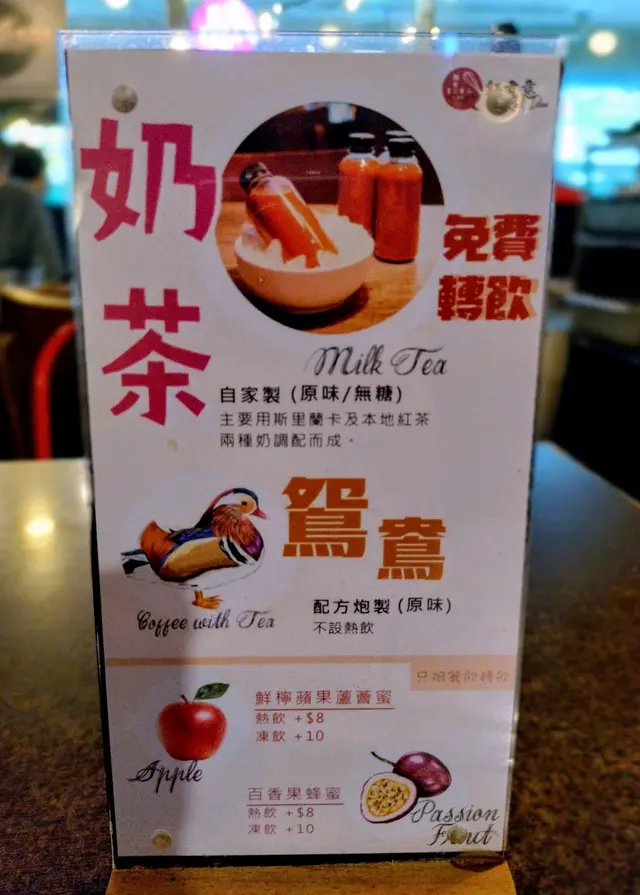 奶茶
免費
轉飲
Milk Tea
自家製 (原味/無糖)
主要用斯里蘭卡及本地紅茶
兩種奶調配而成。
鴛鴦
Coffee with Tea
配方炮製 (原味)
不設熱飲
只限餐飲轉飲
鮮檸蘋果蘆薈蜜
熱飲 +$8
凍飲 +10
Apple
百香果蜂蜜
熱飲 +$8
凍飲 +10
Passion
Fruit